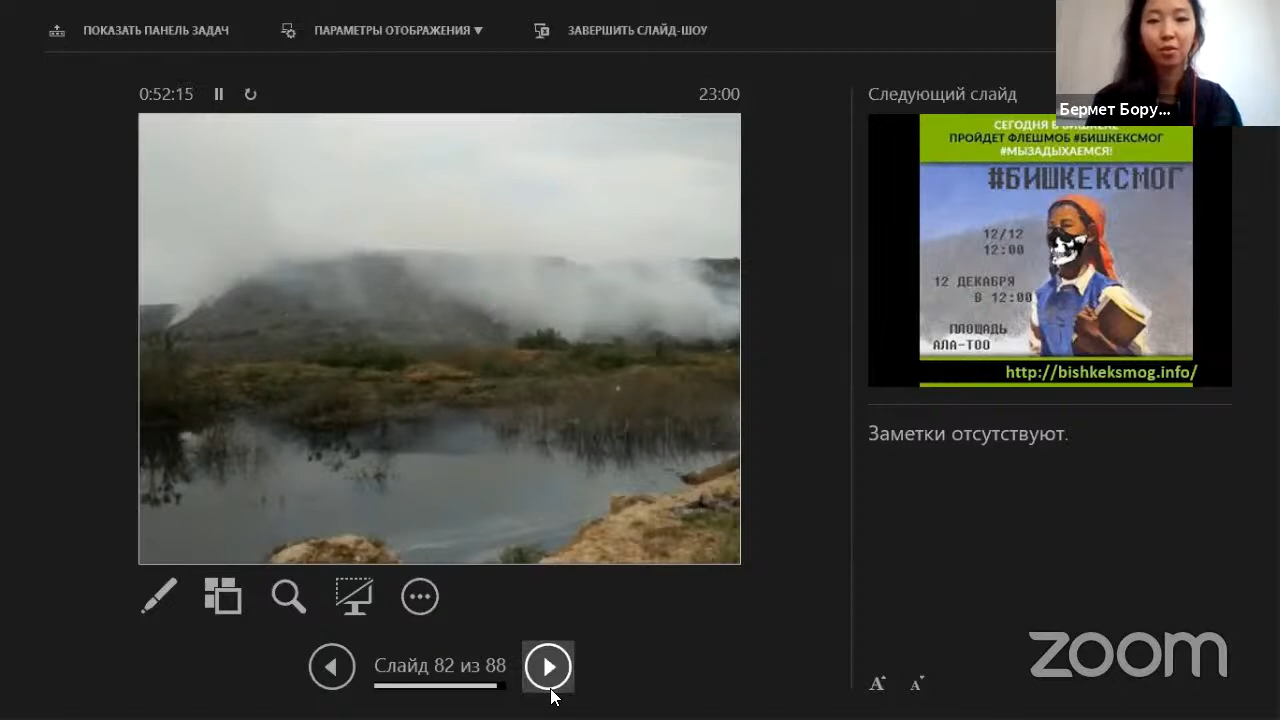 ПОКАЗАТЬ ПАНЕЛЬ ЗАДАЧ
ПАРАМЕТРЫ ОТОБРАЖЕНИЯ ▼
ЗАВЕРШИТЬ СЛАЙД-ШОУ
Бермет Бору...
0:52:15
23:00
Следующий слайд
СЕГОДНЯ В БИШКЕКЕ
ПРОЙДЕТ ФЛЕШМОБ #БИШКЕКСМОГ
#МЫЗАДЫХАЕМСЯ!
#БИШКЕКСМОГ
12/12
12:00
12 ДЕКАБРЯ
В 12:00
ПЛОЩАДЬ
АЛА-ТОО
http://bishkeksmog.info/
Заметки отсутствуют.
Слайд 82 из 88
A A
zoom